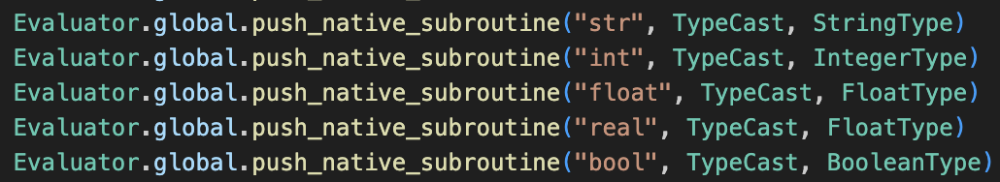 Evaluator.global.push_native_subroutine("str", TypeCast, StringType)
Evaluator.global.push_native_subroutine("int", TypeCast, IntegerType)
Evaluator.global.push_native_subroutine("float", TypeCast, FloatType)
Evaluator.global.push_native_subroutine("real", TypeCast, FloatType)
Evaluator.global.push_native_subroutine("bool", TypeCast, BooleanType)